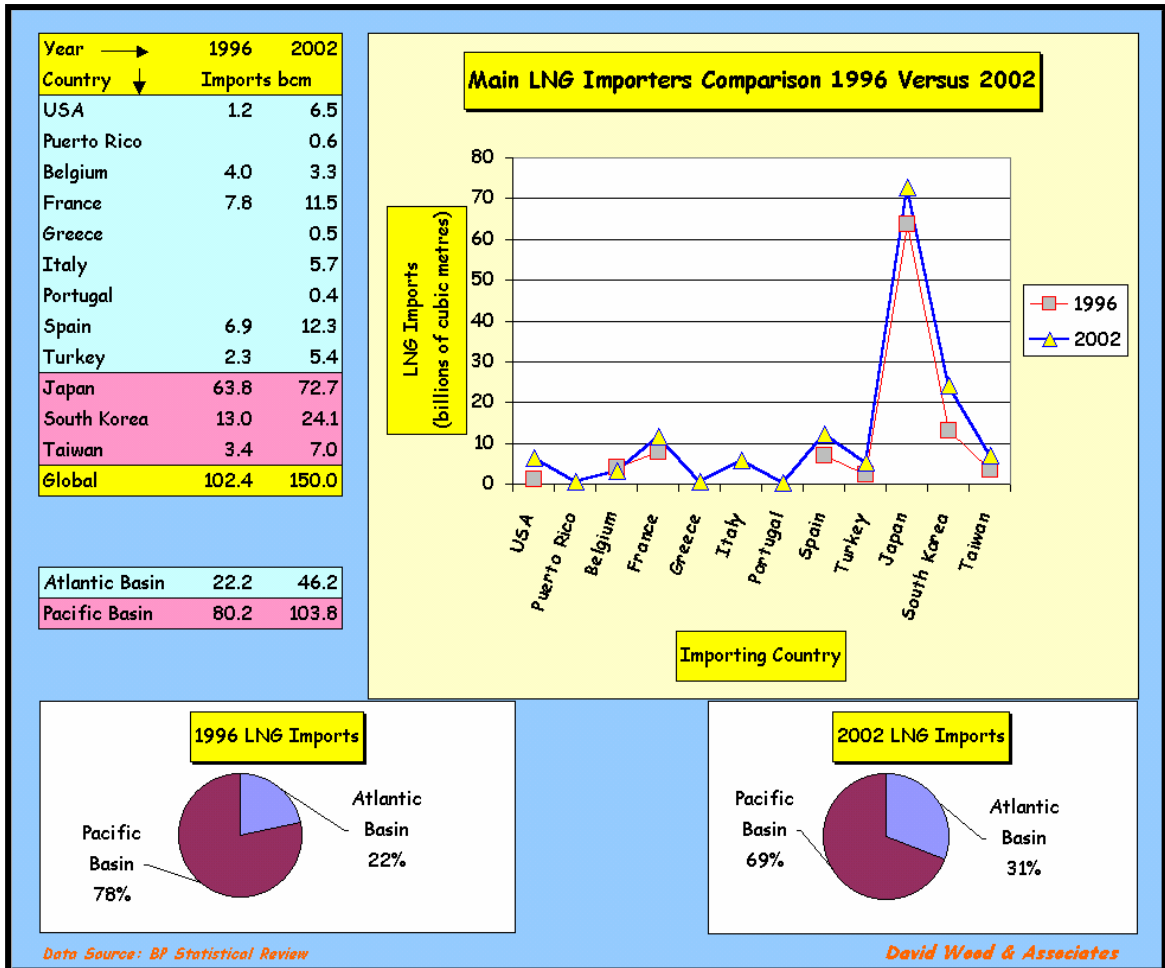 Year 1996 2002
Country Imports bcm
USA 1.2 6.5
Puerto Rico 0.6
Belgium 4.0 3.3
France 7.8 11.5
Greece 0.5
Italy 5.7
Portugal 0.4
Spain 6.9 12.3
Turkey 2.3 5.4
Japan 63.8 72.7
South Korea 13.0 24.1
Taiwan 3.4 7.0
Global 102.4 150.0
Atlantic Basin 22.2 46.2
Pacific Basin 80.2 103.8
Main LNG Importers Comparison 1996 Versus 2002
LNG Imports
(billions of cubic metres)
80
70
60
50
40
30
20
10
0
USA
Puerto Rico
Belgium
France
Greece
Italy
Portugal
Spain
Turkey
Japan
South Korea
Taiwan
Importing Country
1996
2002
1996 LNG Imports
Atlantic
Basin
22%
Pacific
Basin
78%
2002 LNG Imports
Pacific
Basin
69%
Atlantic
Basin
31%
Data Source: BP Statistical Review
David Wood & Associates